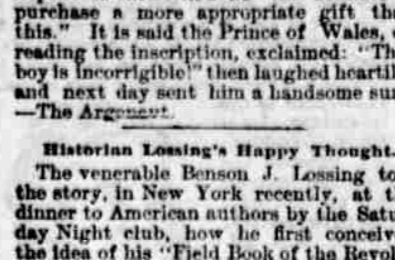 purchase a more appropriate gift tha
this." It is said the Prince of Wales, o
reading the inscription, exclaimed: "Th
boy is incorrigible!" then laughed heartil
and next day sent him a handsome sum
—The Argonaut.
Historian Lossing's Happy Thought.
The venerable Benson J. Lossing to
the story, in New York recently, at t
dinner to American authors by the Satu
day Night club, how he first conceiv
the idea of his "Field Book of the Revol